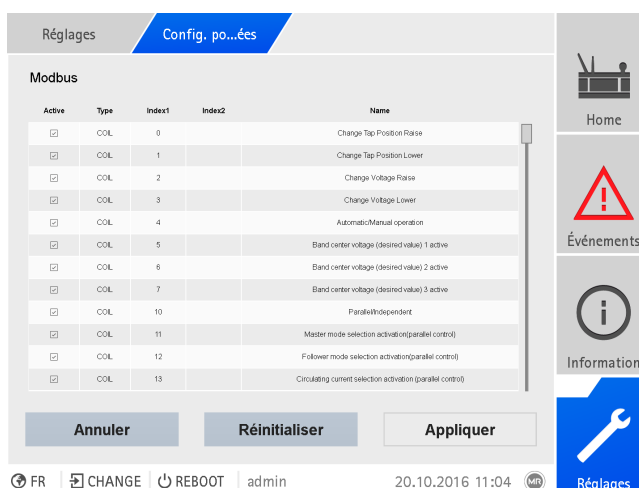 Réglages
Config. po...ées
Modbus
Active Type Index1 Index2 Name
COIL 0 Change Tap Position Raise
COIL 1 Change Tap Position Lower
COIL 2 Change Voltage Raise
COIL 3 Change Voltage Lower
COIL 4 Automatic/Manual operation
COIL 5 Band center voltage (desired value) 1 active
COIL 6 Band center voltage (desired value) 2 active
COIL 7 Band center voltage (desired value) 3 active
COIL 10 Parallel/Independent
COIL 11 Master mode selection activation(parallel control)
COIL 12 Follower mode selection activation(parallel control)
COIL 13 Circulating current selection activation (parallel control)
Annuler Réinitialiser Appliquer
FR CHANGE REBOOT admin 20.10.2016 11:04 MR
Home
Événements
Information
Réglages